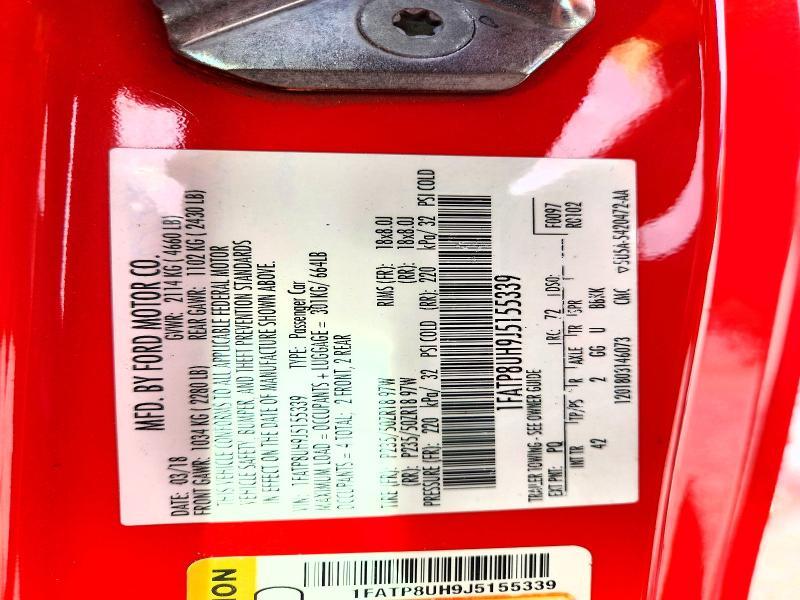 MFD. BY FORD MOTOR CO.
DATE: 03/18 GVWR: 2114 KG ( 4660 LB)
FRONT GAWR: 1034 KG (2280 LB) REAR GAWR: 1102 KG ( 2430 LB)
THIS VEHICLE CONFORMS TO ALL APPLICABLE FEDERAL MOTOR
VEHICLE SAFETY, BUMPER, AND THEFT PREVENTION STANDARDS
IN EFFECT ON THE DATE OF MANUFACTURE SHOWN ABOVE.
VIN: 1FATP8UH9J5155339 TYPE: Passenger Car
MAXIMUM LOAD = OCCUPANTS + LUGGAGE = 301KG/ 664LB
OCCUPANTS = 4 TOTAL: 2 FRONT, 2 REAR
TIRE (FR): P235/50ZR18 97W RIMS (FR): 18x8.0J
(RR): P235/50ZR18 97W (RR): 18x8.0J
PRESSURE (FR): 220 kPa/ 32 PSI COLD (RR): 220 kPa/ 32 PSI COLD
1FATP8UH9J5155339
TRAILER TOWING - SEE OWNER GUIDE F0097
EXT PNT: PQ RC: 72 DSO: RC102
INT TR TP/PS R AXLE TR SPR
42 2 GG U
1201803146073
1FATP8UH9J5155339